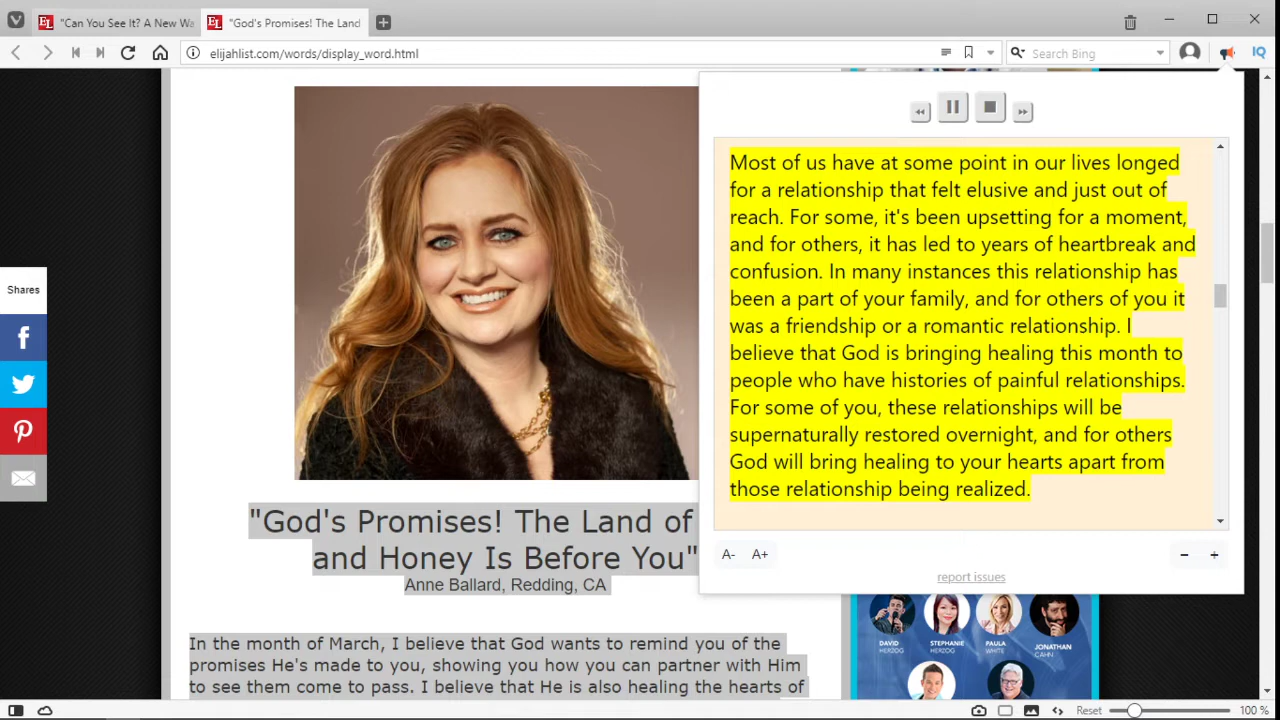 "Can You See It? A New Wa
"God's Promises! The Land
elijahlist.com/words/display_word.html
Search Bing
IQ
Shares
Most of us have at some point in our lives longed
for a relationship that felt elusive and just out of
reach. For some, it's been upsetting for a moment,
and for others, it has led to years of heartbreak and
confusion. In many instances this relationship has
been a part of your family, and for others of you it
was a friendship or a romantic relationship. I
believe that God is bringing healing this month to
people who have histories of painful relationships.
For some of you, these relationships will be
supernaturally restored overnight, and for others
God will bring healing to your hearts apart from
those relationship being realized.
A- A+ - +
report issues
"God's Promises! The Land of
and Honey Is Before You"
Anne Ballard, Redding, CA
In the month of March, I believe that God wants to remind you of the
promises He's made to you, showing you how you can partner with Him
to see them come to pass. I believe that He is also healing the hearts of
DAVID HERZOG
STEPHANIE HERZOG
PAULA WHITE
JONATHAN CAHN
Reset 100 %